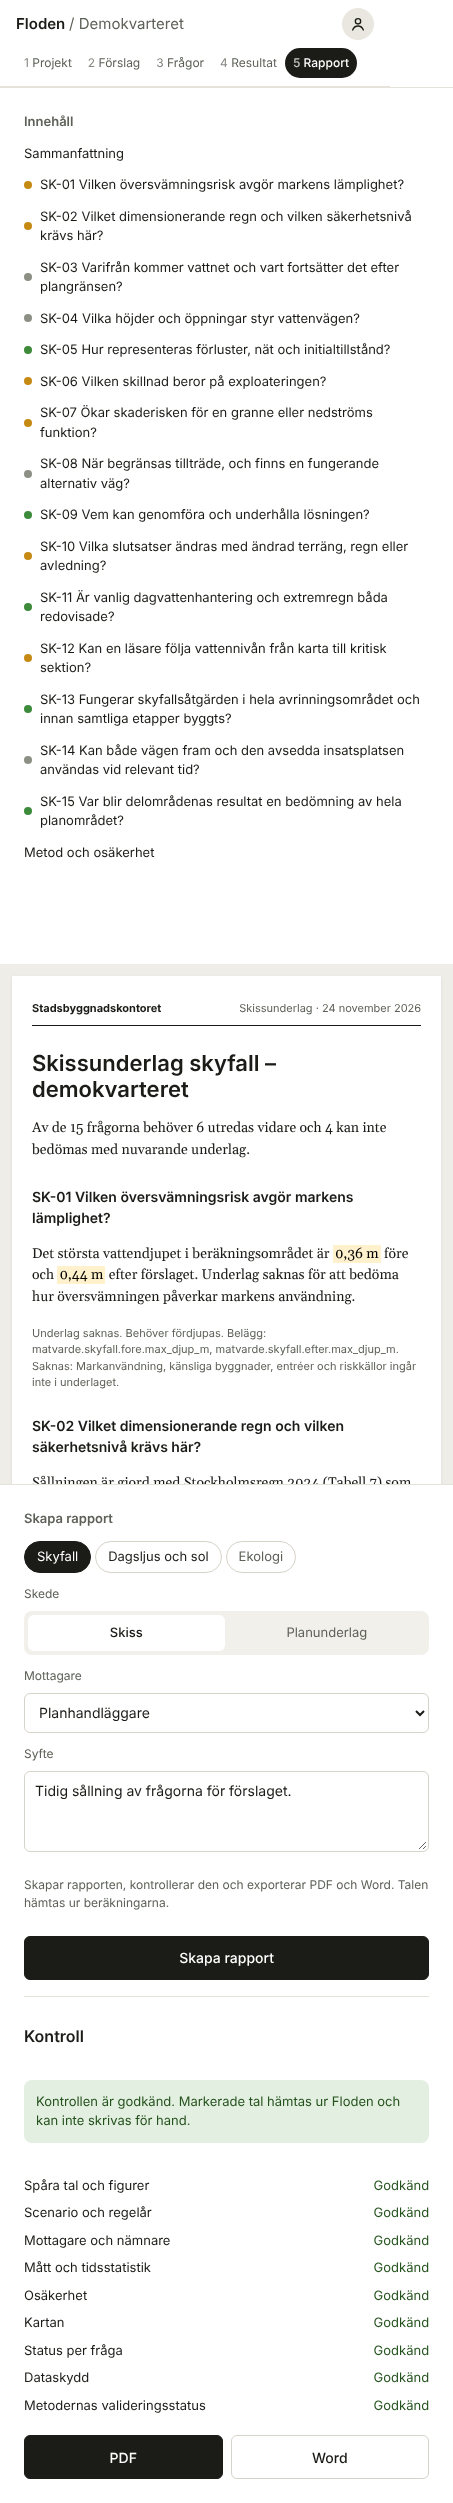 Floden / Demokvarteret
1 Projekt 2 Förslag 3 Frågor 4 Resultat 5 Rapport
Innehåll
Sammanfattning
SK-01 Vilken översvämningsrisk avgör markens lämplighet?
SK-02 Vilket dimensionerande regn och vilken säkerhetsnivå
krävs här?
SK-03 Varifrån kommer vattnet och vart fortsätter det efter
plangränsen?
SK-04 Vilka höjder och öppningar styr vattenvägen?
SK-05 Hur representeras förluster, nät och initialtillstånd?
SK-06 Vilken skillnad beror på exploateringen?
SK-07 Ökar skaderisken för en granne eller nedströms
funktion?
SK-08 När begränsas tillträde, och finns en fungerande
alternativ väg?
SK-09 Vem kan genomföra och underhålla lösningen?
SK-10 Vilka slutsatser ändras med ändrad terräng, regn eller
avledning?
SK-11 Är vanlig dagvattenhantering och extremregn båda
redovisade?
SK-12 Kan en läsare följa vattennivån från karta till kritisk
sektion?
SK-13 Fungerar skyfallsåtgärden i hela avrinningsområdet och
innan samtliga etapper byggts?
SK-14 Kan både vägen fram och den avsedda insatsplatsen
användas vid relevant tid?
SK-15 Var blir delområdenas resultat en bedömning av hela
planområdet?
Metod och osäkerhet
Stadsbyggnadskontoret Skissunderlag · 24 november 2026
Skissunderlag skyfall –
demokvarteret
Av de 15 frågorna behöver 6 utredas vidare och 4 kan inte
bedömas med nuvarande underlag.
SK-01 Vilken översvämningsrisk avgör markens
lämplighet?
Det största vattendjupet i beräkningsområdet är 0,36 m före
och 0,44 m efter förslaget. Underlag saknas för att bedöma
hur översvämningen påverkar markens användning.
Underlag saknas. Behöver fördjupas. Belägg:
matvarde.skyfall.fore.max_djup_m, matvarde.skyfall.efter.max_djup_m.
Saknas: Markanvändning, känsliga byggnader, entréer och riskkällor ingår
inte i underlaget.
SK-02 Vilket dimensionerande regn och vilken
säkerhetsnivå krävs här?
Sållningen är gjord med Stockholmsregn 2024 (Tabell 7) som
Skapa rapport
Skyfall Dagsljus och sol Ekologi
Skede
Skiss Planunderlag
Mottagare
Planhandläggare
Syfte
Tidig sållning av frågorna för förslaget.
Skapar rapporten, kontrollerar den och exporterar PDF och Word. Talen
hämtas ur beräkningarna.
Skapa rapport
Kontroll
Kontrollen är godkänd. Markerade tal hämtas ur Floden och
kan inte skrivas för hand.
Spåra tal och figurer Godkänd
Scenario och regelår Godkänd
Mottagare och nämnare Godkänd
Mått och tidsstatistik Godkänd
Osäkerhet Godkänd
Kartan Godkänd
Status per fråga Godkänd
Dataskydd Godkänd
Metodernas valideringsstatus Godkänd
PDF Word